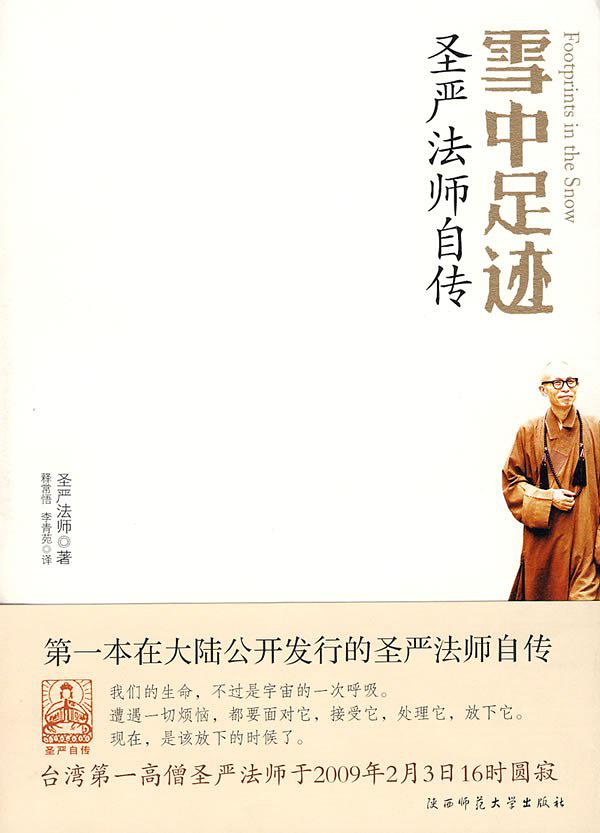 Footprints in the Snow
雪中足迹
圣严法师自传
圣严法师◎著
释常悟 李青苑◎译
第一本在大陆公开发行的圣严法师自传
我们的生命，不过是宇宙的一次呼吸。
遭遇一切烦恼，都要面对它，接受它，处理它，放下它。
现在，是该放下的时候了。
圣严自传
台湾第一高僧圣严法师于2009年2月3日16时圆寂
陕西师范大学出版社